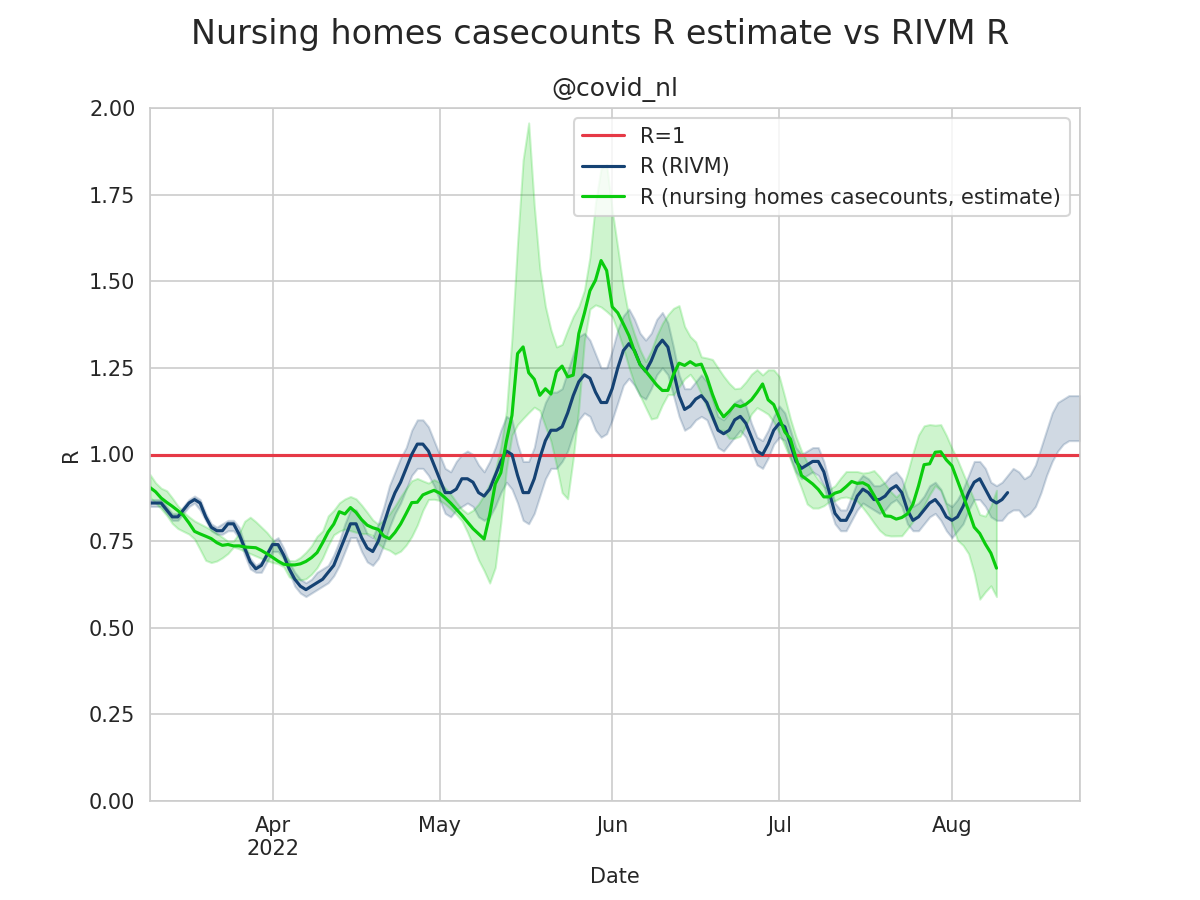 Nursing homes casecounts R estimate vs RIVM R
@covid_nl
R=1
R (RIVM)
R (nursing homes casecounts, estimate)
2.00
1.75
1.50
1.25
1.00
0.75
0.50
0.25
0.00
R
Apr
2022
May
Jun
Jul
Aug
Date